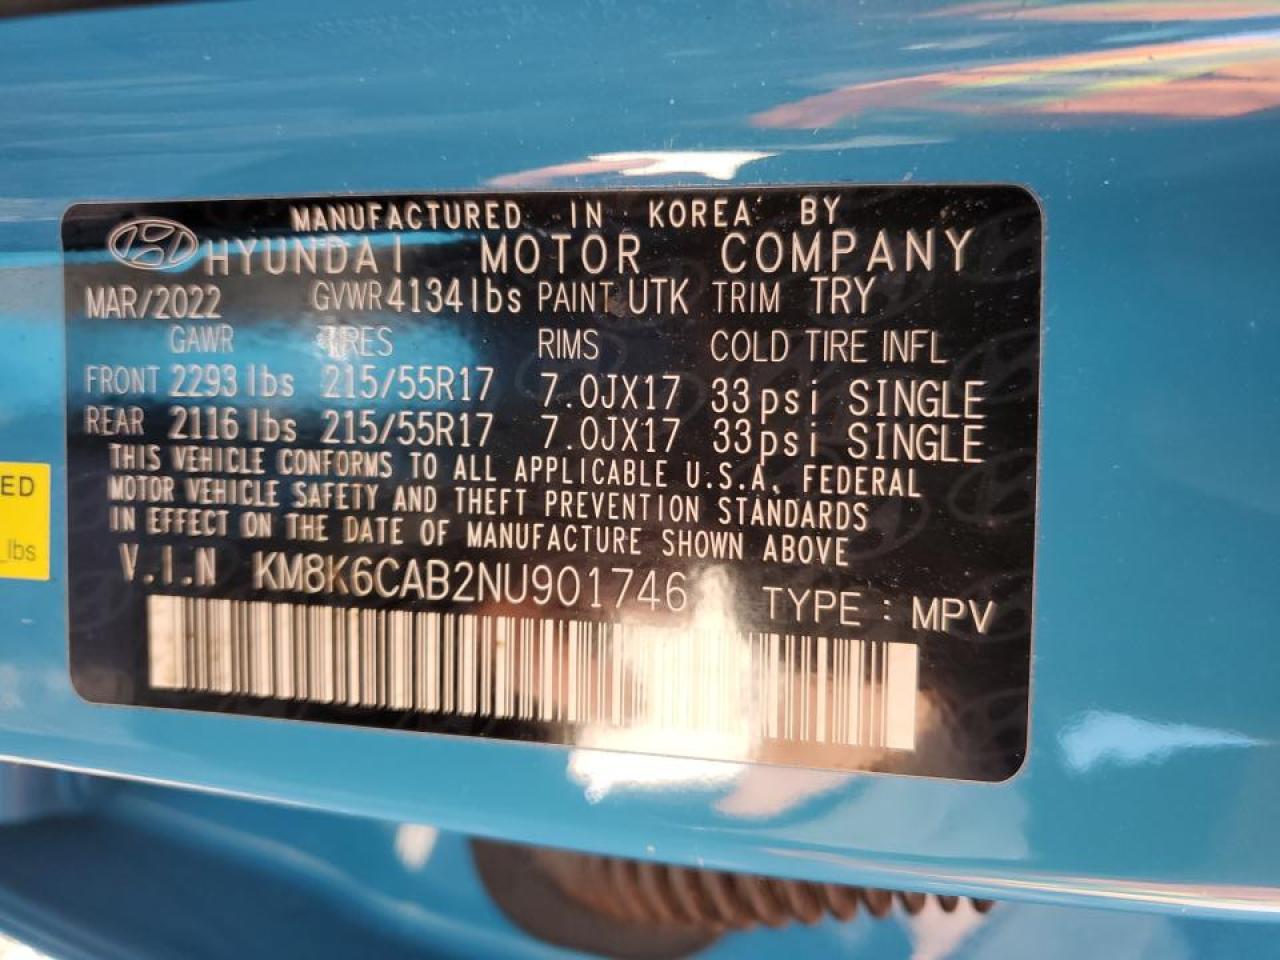 MANUFACTURED IN KOREA BY
HYUNDAI MOTOR COMPANY
MAR/2022 GVWR 4134 lbs PAINT UTK TRIM TRY
GAWR TIRES RIMS COLD TIRE INFL
FRONT 2293 lbs 215/55R17 7.0JX17 33psi SINGLE
REAR 2116 lbs 215/55R17 7.0JX17 33psi SINGLE
THIS VEHICLE CONFORMS TO ALL APPLICABLE U.S.A. FEDERAL
MOTOR VEHICLE SAFETY AND THEFT PREVENTION STANDARDS
IN EFFECT ON THE DATE OF MANUFACTURE SHOWN ABOVE
V.I.N KM8K6CAB2NU901746 TYPE : MPV
ED
lbs